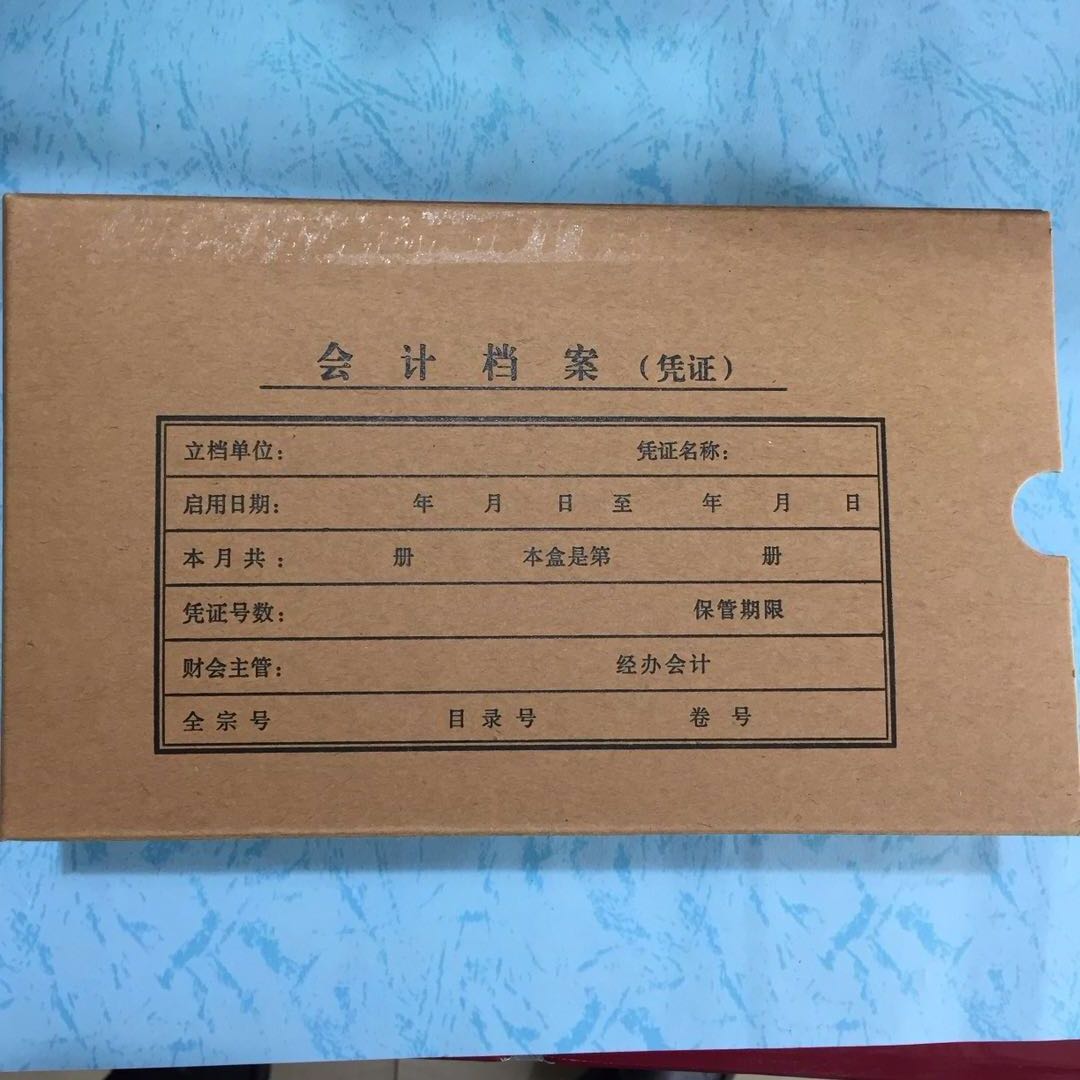 会计档案（凭证）
立档单位： 凭证名称：
启用日期： 年 月 日 至 年 月 日
本月共： 册 本盒是第 册
凭证号数： 保管期限
财会主管： 经办会计
全宗号 目录号 卷号